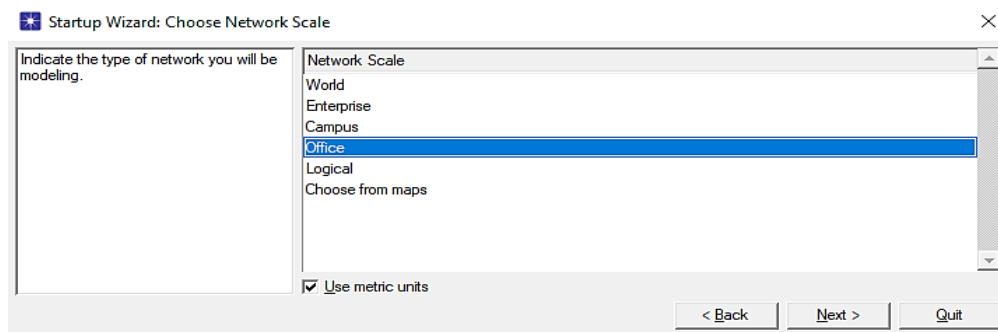 Startup Wizard: Choose Network Scale
Indicate the type of network you will be
modeling.
Network Scale
World
Enterprise
Campus
Office
Logical
Choose from maps
Use metric units
< Back
Next >
Quit